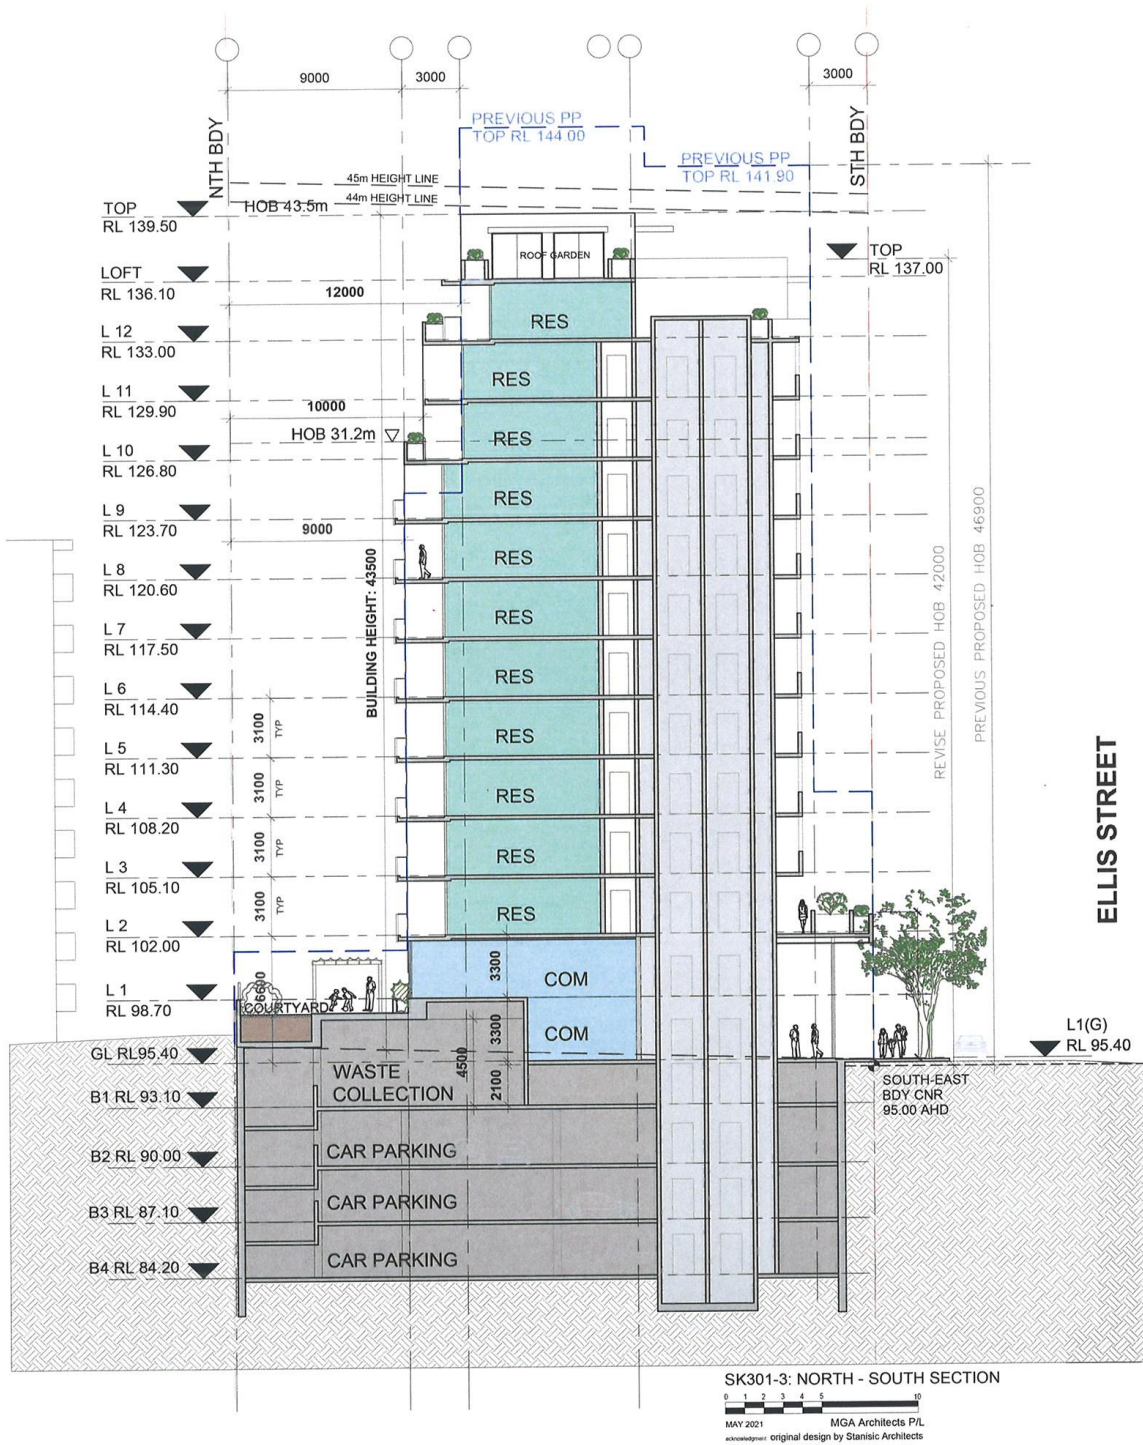 9000
3000
3000
PREVIOUS PP
TOP RL 144.00
PREVIOUS PP
TOP RL 141.90
NTH BDY
STH BDY
45m HEIGHT LINE
44m HEIGHT LINE
HOB 43.5m
TOP
RL 139.50
TOP
RL 137.00
ROOF GARDEN
LOFT
RL 136.10
12000
RES
L 12
RL 133.00
RES
L 11
RL 129.90
10000
HOB 31.2m
RES
L 10
RL 126.80
RES
L 9
RL 123.70
9000
RES
L 8
RL 120.60
RES
L 7
RL 117.50
RES
L 6
RL 114.40
RES
L 5
RL 111.30
RES
L 4
RL 108.20
RES
L 3
RL 105.10
RES
L 2
RL 102.00
BUILDING HEIGHT: 43500
3100
TYP
3100
TYP
3100
TYP
3100
TYP
REVISE PROPOSED HOB 42000
PREVIOUS PROPOSED HOB 46900
ELLIS STREET
6600
3300
COM
L 1
RL 98.70
COURTYARD
3300
COM
L1(G)
RL 95.40
GL RL95.40
4500
2100
WASTE
COLLECTION
SOUTH-EAST
BDY CNR
95.00 AHD
B1 RL 93.10
B2 RL 90.00
CAR PARKING
B3 RL 87.10
CAR PARKING
B4 RL 84.20
CAR PARKING
SK301-3: NORTH - SOUTH SECTION
0 1 2 3 4 5 10
MAY 2021 MGA Architects P/L
acknowledgment: original design by Stanisic Architects